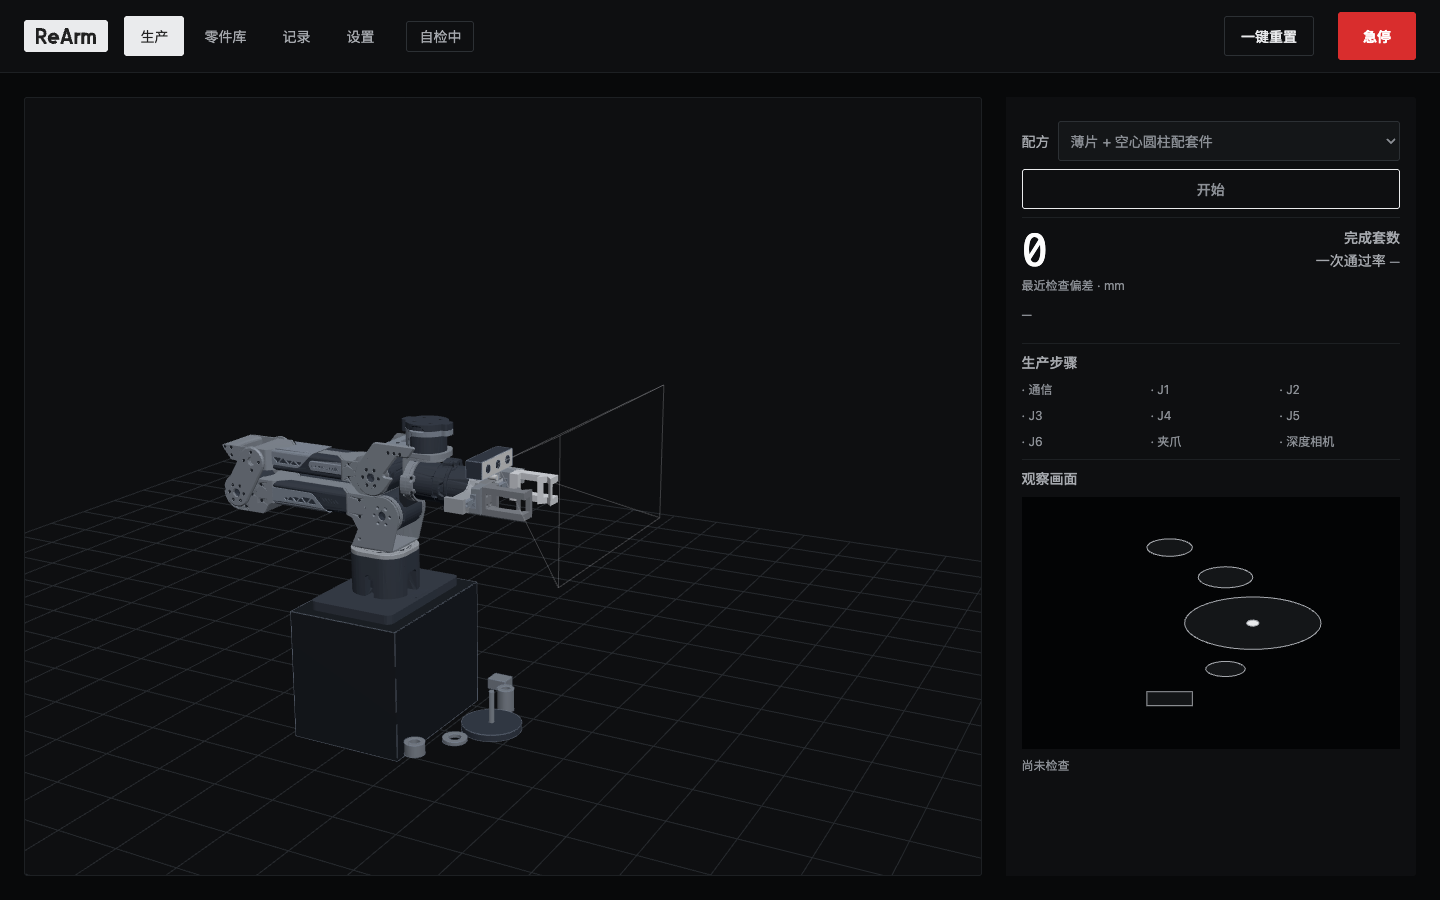 ReArm 生产 零件库 记录 设置 自检中 一键重置 急停
配方 薄片 + 空心圆柱配套件
开始
0 完成套数
一次通过率 —
最近检查偏差 · mm
—
生产步骤
· 通信 · J1 · J2
· J3 · J4 · J5
· J6 · 夹爪 · 深度相机
观察画面
尚未检查